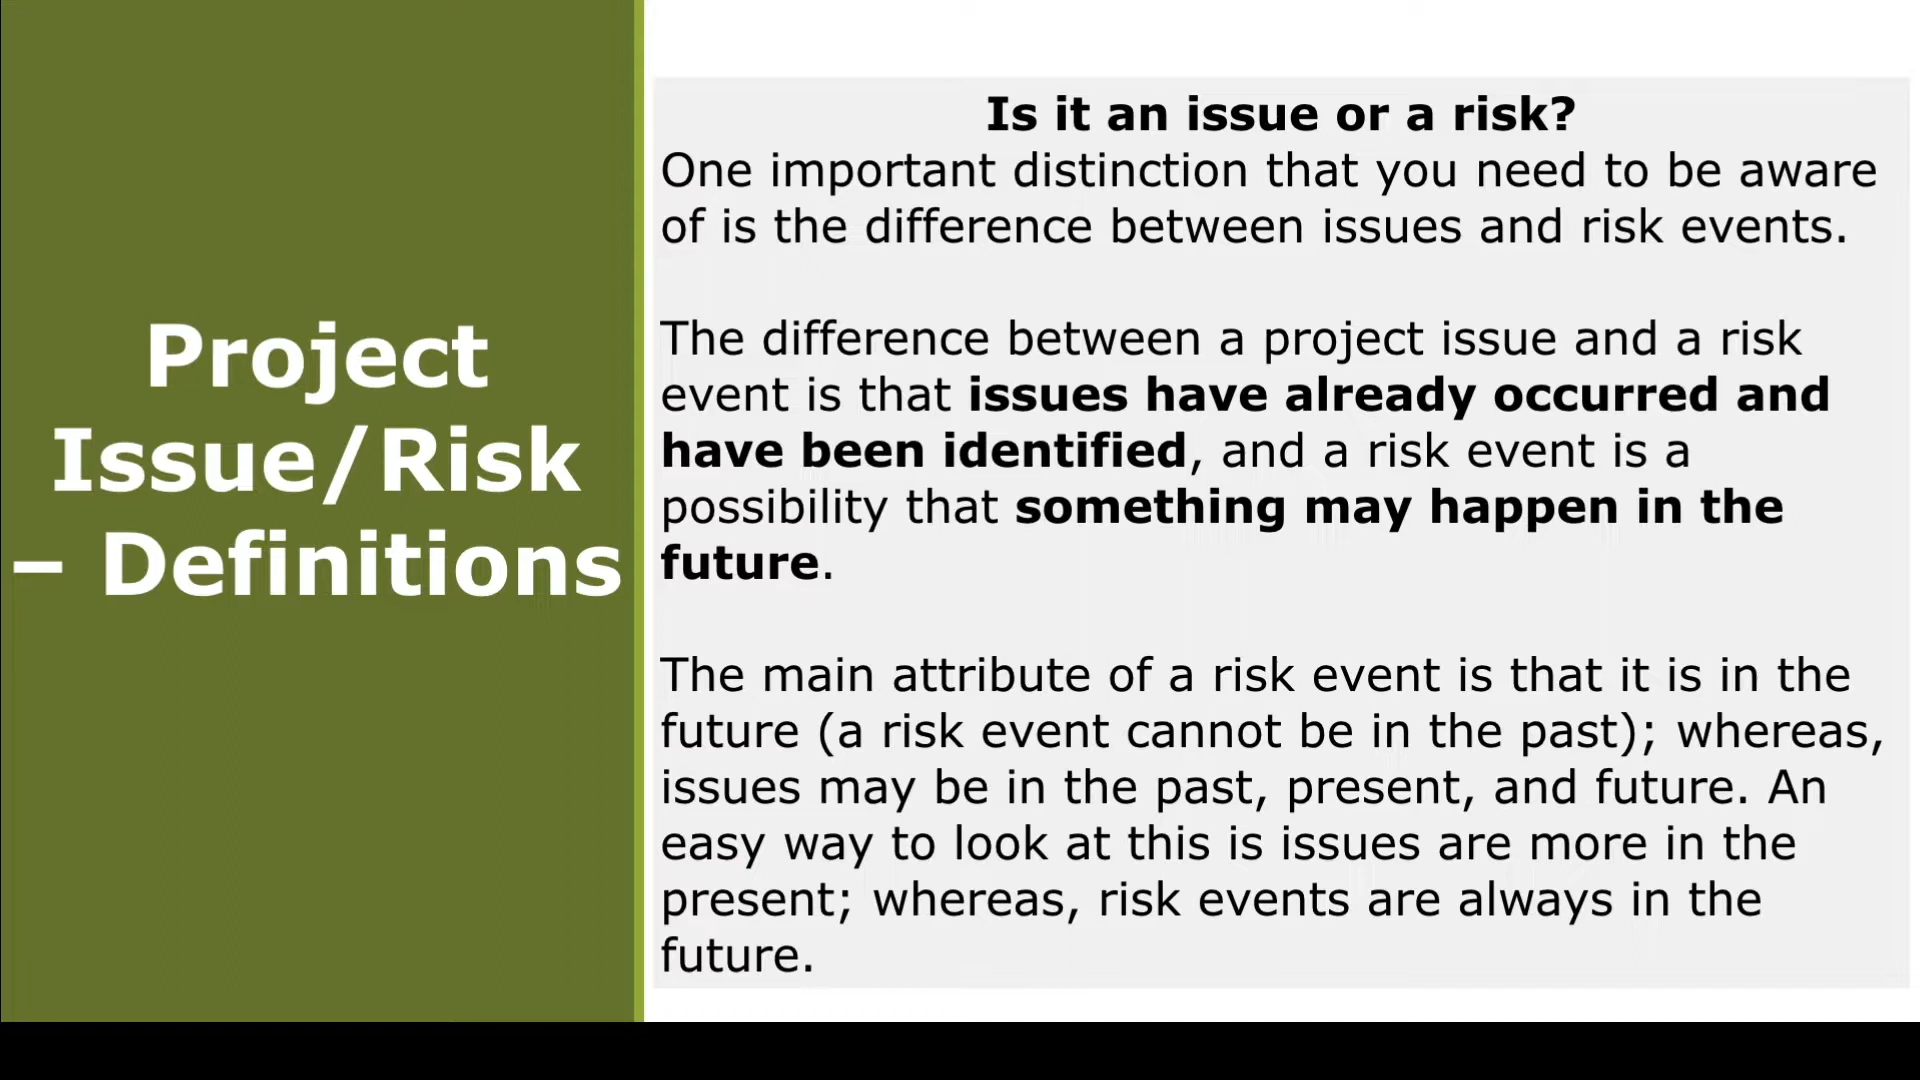 Project
Issue/Risk
– Definitions
Is it an issue or a risk?
One important distinction that you need to be aware
of is the difference between issues and risk events.
The difference between a project issue and a risk
event is that issues have already occurred and
have been identified, and a risk event is a
possibility that something may happen in the
future.
The main attribute of a risk event is that it is in the
future (a risk event cannot be in the past); whereas,
issues may be in the past, present, and future. An
easy way to look at this is issues are more in the
present; whereas, risk events are always in the
future.